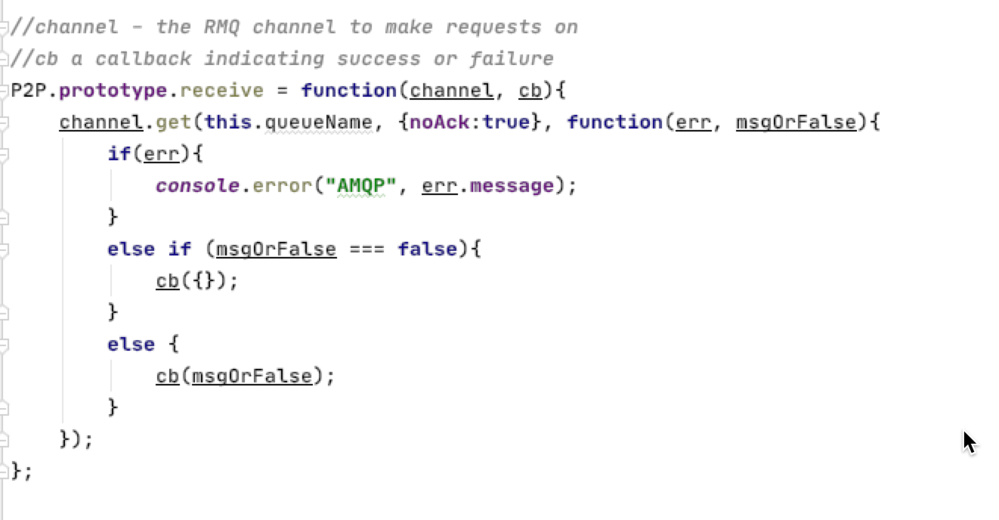 //channel - the RMQ channel to make requests on
//cb a callback indicating success or failure
P2P.prototype.receive = function(channel, cb){
    channel.get(this.queueName, {noAck:true}, function(err, msgOrFalse){
        if(err){
            console.error("AMQP", err.message);
        }
        else if (msgOrFalse === false){
            cb({});
        }
        else {
            cb(msgOrFalse);
        }
    });
};